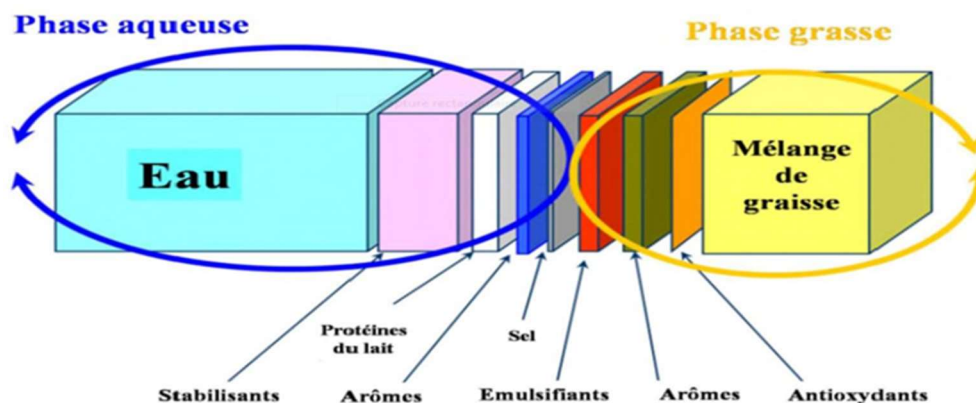 Phase aqueuse
Phase grasse
Eau
Mélange
de
graisse
Protéines
du lait
Sel
Stabilisants
Arômes
Emulsifiants
Arômes
Antioxydants